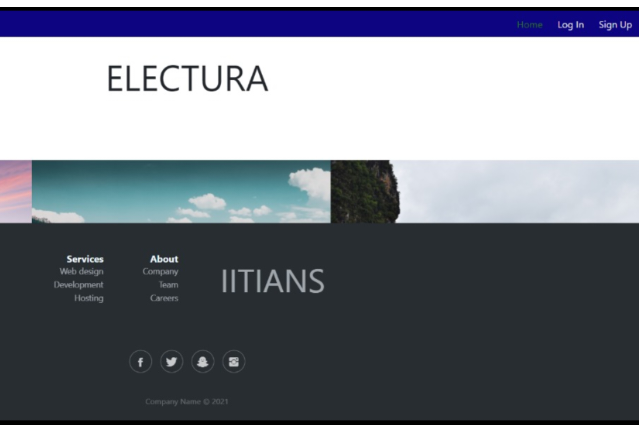 Home Log In Sign Up
ELECTURA
Services
Web design
Development
Hosting
About
Company
Team
Careers
IITIANS
Company Name © 2021